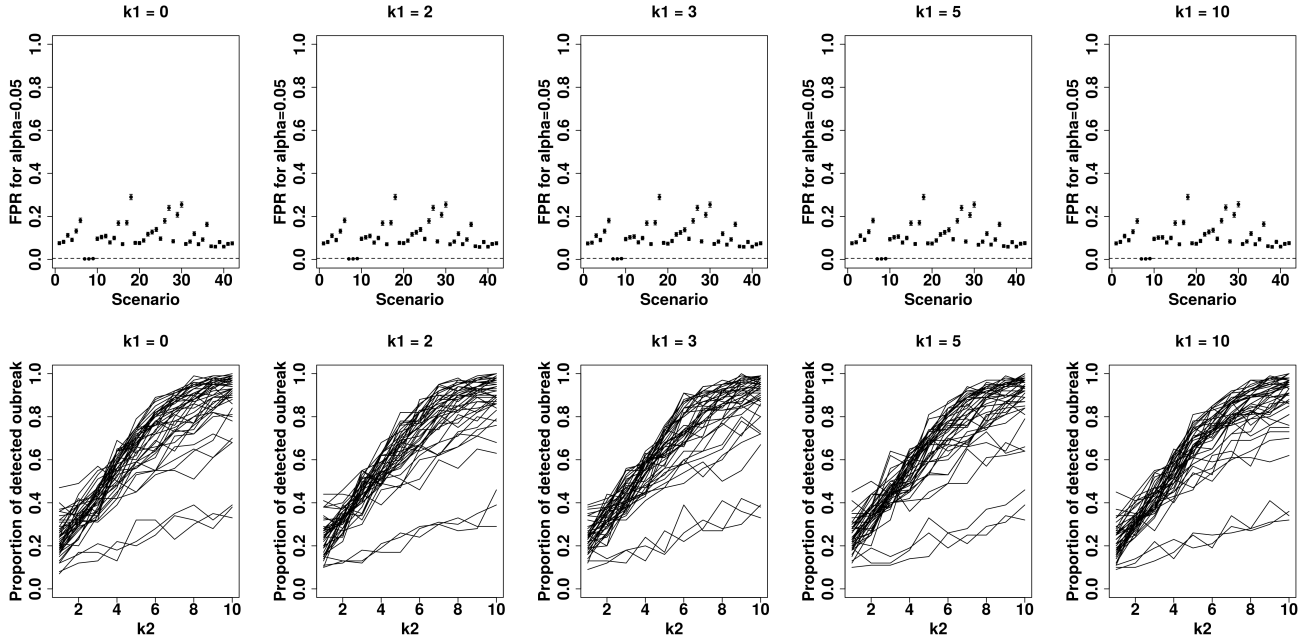 k1 = 0
k1 = 2
k1 = 3
k1 = 5
k1 = 10
FPR for alpha=0.05
0.0 0.2 0.4 0.6 0.8 1.0
0 10 20 30 40
Scenario
FPR for alpha=0.05
0.0 0.2 0.4 0.6 0.8 1.0
0 10 20 30 40
Scenario
FPR for alpha=0.05
0.0 0.2 0.4 0.6 0.8 1.0
0 10 20 30 40
Scenario
FPR for alpha=0.05
0.0 0.2 0.4 0.6 0.8 1.0
0 10 20 30 40
Scenario
FPR for alpha=0.05
0.0 0.2 0.4 0.6 0.8 1.0
0 10 20 30 40
Scenario
k1 = 0
k1 = 2
k1 = 3
k1 = 5
k1 = 10
Proportion of detected oubreak
0.0 0.2 0.4 0.6 0.8 1.0
2 4 6 8 10
k2
Proportion of detected oubreak
0.0 0.2 0.4 0.6 0.8 1.0
2 4 6 8 10
k2
Proportion of detected oubreak
0.0 0.2 0.4 0.6 0.8 1.0
2 4 6 8 10
k2
Proportion of detected oubreak
0.0 0.2 0.4 0.6 0.8 1.0
2 4 6 8 10
k2
Proportion of detected oubreak
0.0 0.2 0.4 0.6 0.8 1.0
2 4 6 8 10
k2